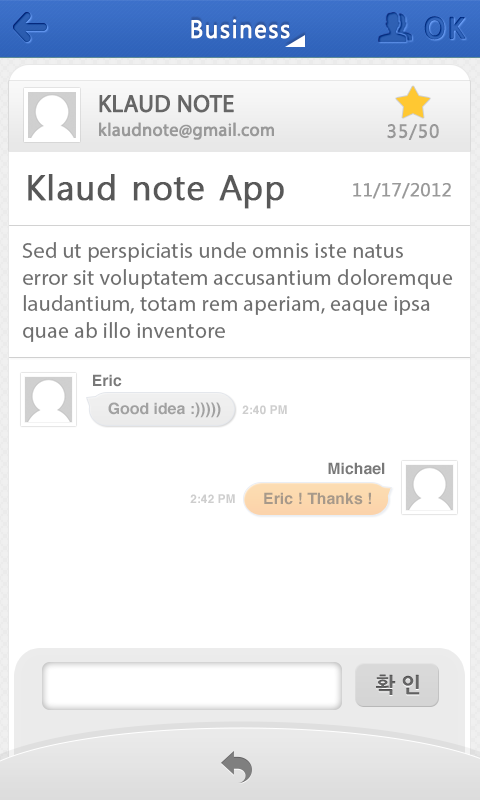 Business
OK
KLAUD NOTE
klaudnote@gmail.com
35/50
Klaud note App
11/17/2012
Sed ut perspiciatis unde omnis iste natus
error sit voluptatem accusantium doloremque
laudantium, totam rem aperiam, eaque ipsa
quae ab illo inventore
Eric
Good idea :)))))
2:40 PM
Michael
2:42 PM
Eric ! Thanks !
확 인